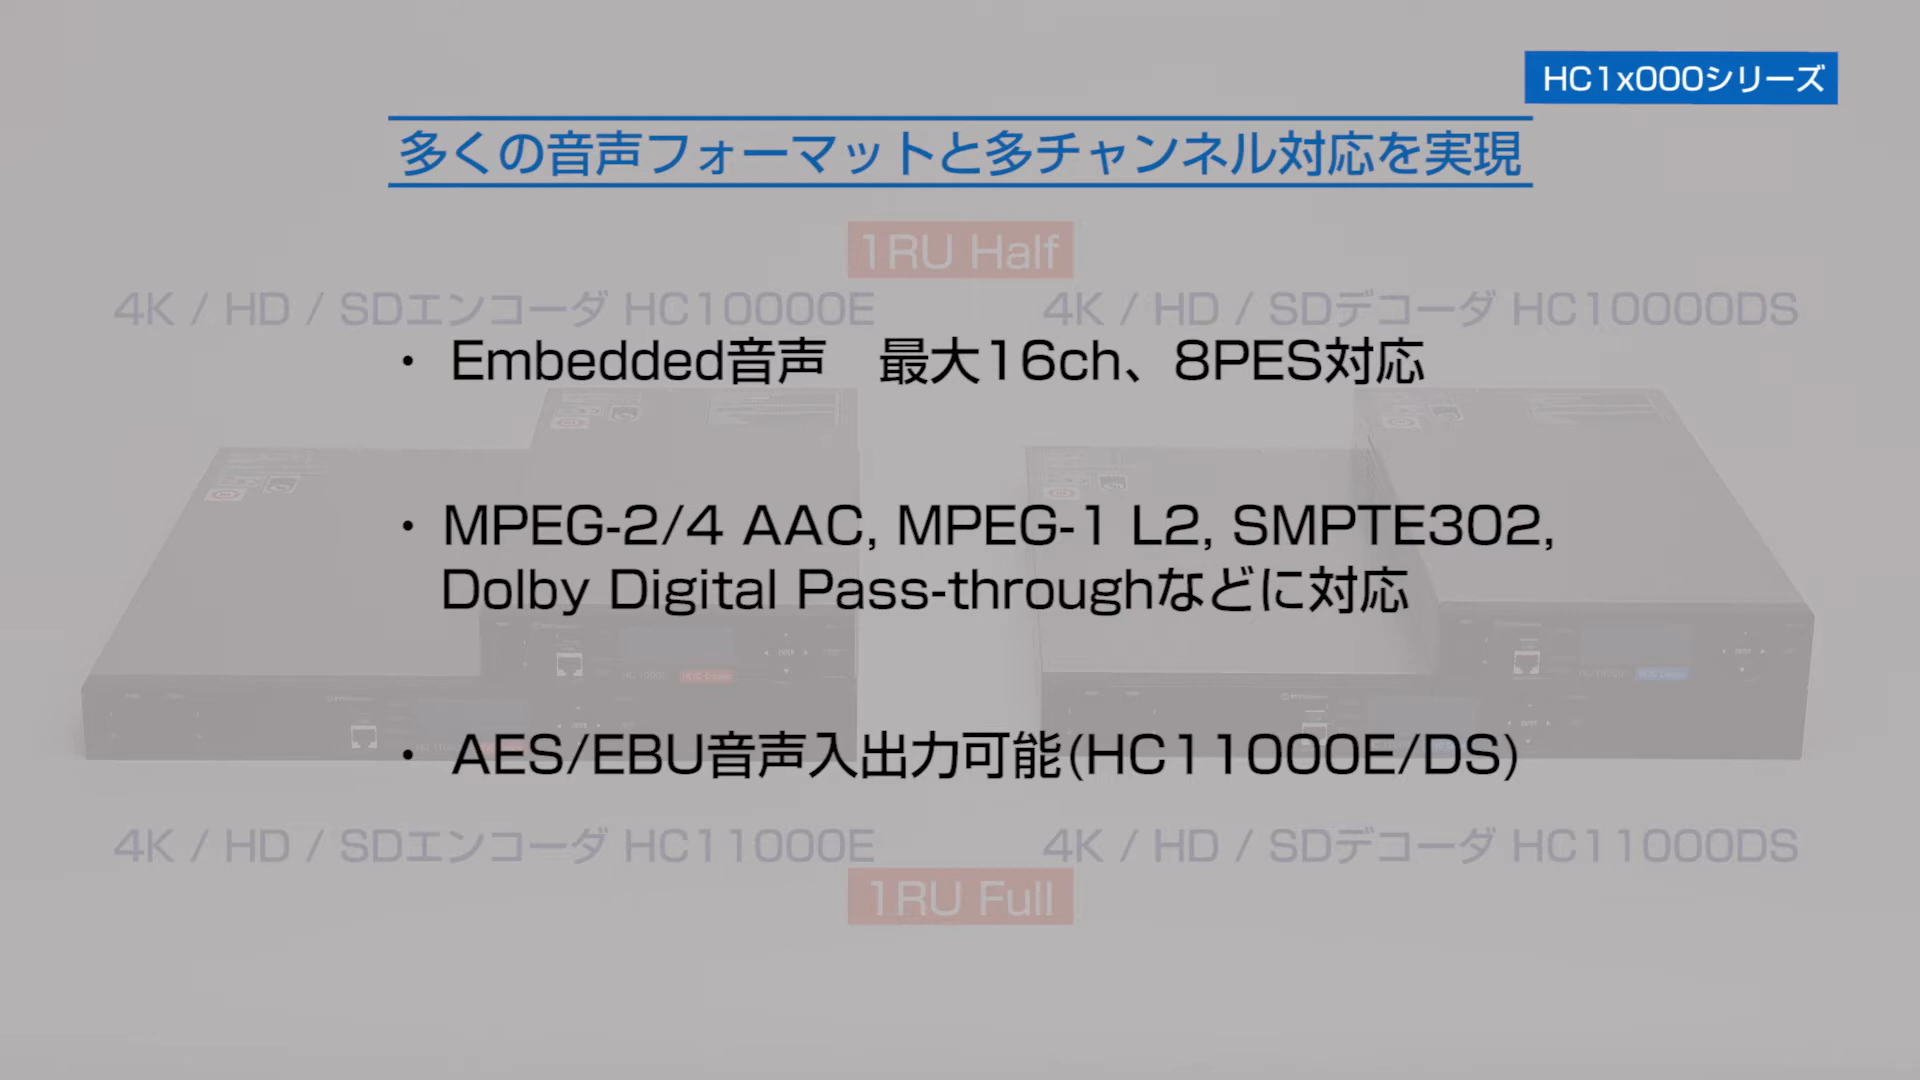 HC1x000シリーズ
多くの音声フォーマットと多チャンネル対応を実現
1RU Half
4K / HD / SDエンコーダ HC10000E
4K / HD / SDデコーダ HC10000DS
・ Embedded音声　最大16ch、8PES対応
・ MPEG-2/4 AAC, MPEG-1 L2, SMPTE302,
Dolby Digital Pass-throughなどに対応
・ AES/EBU音声入出力可能(HC11000E/DS)
4K / HD / SDエンコーダ HC11000E
4K / HD / SDデコーダ HC11000DS
1RU Full